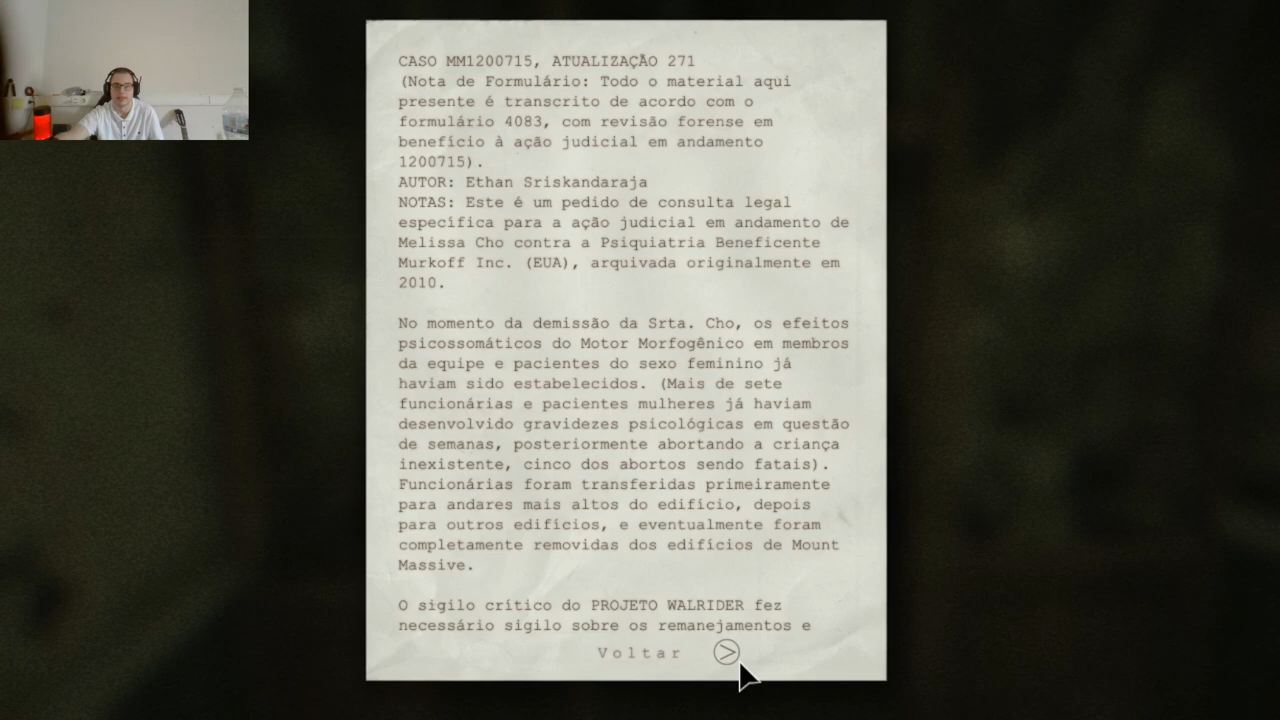 CASO MM1200715, ATUALIZAÇÃO 271
(Nota de Formulário: Todo o material aqui
presente é transcrito de acordo com o
formulário 4083, com revisão forense em
benefício à ação judicial em andamento
1200715).
AUTOR: Ethan Sriskandaraja
NOTAS: Este é um pedido de consulta legal
específica para a ação judicial em andamento de
Melissa Cho contra a Psiquiatria Beneficente
Murkoff Inc. (EUA), arquivada originalmente em
2010.
No momento da demissão da Srta. Cho, os efeitos
psicossomáticos do Motor Morfogênico em membros
da equipe e pacientes do sexo feminino já
haviam sido estabelecidos. (Mais de sete
funcionárias e pacientes mulheres já haviam
desenvolvido gravidezes psicológicas em questão
de semanas, posteriormente abortando a criança
inexistente, cinco dos abortos sendo fatais).
Funcionárias foram transferidas primeiramente
para andares mais altos do edifício, depois
para outros edifícios, e eventualmente foram
completamente removidas dos edifícios de Mount
Massive.
O sigilo crítico do PROJETO WALRIDER fez
necessário sigilo sobre os remanejamentos e
Voltar >